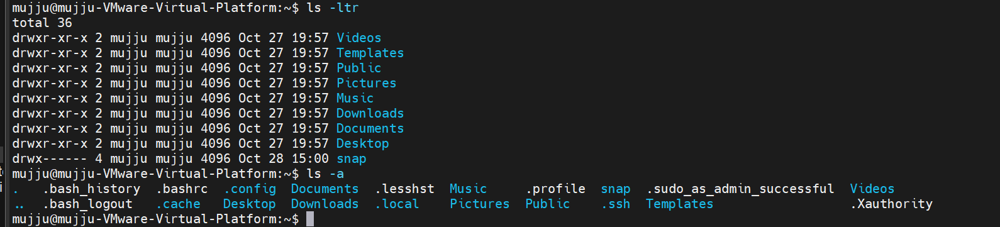 mujju@mujju-VMware-Virtual-Platform:~$ ls -ltr
total 36
drwxr-xr-x 2 mujju mujju 4096 Oct 27 19:57 Videos
drwxr-xr-x 2 mujju mujju 4096 Oct 27 19:57 Templates
drwxr-xr-x 2 mujju mujju 4096 Oct 27 19:57 Public
drwxr-xr-x 2 mujju mujju 4096 Oct 27 19:57 Pictures
drwxr-xr-x 2 mujju mujju 4096 Oct 27 19:57 Music
drwxr-xr-x 2 mujju mujju 4096 Oct 27 19:57 Downloads
drwxr-xr-x 2 mujju mujju 4096 Oct 27 19:57 Documents
drwxr-xr-x 2 mujju mujju 4096 Oct 27 19:57 Desktop
drwx------ 4 mujju mujju 4096 Oct 28 15:00 snap
mujju@mujju-VMware-Virtual-Platform:~$ ls -a
.   .bash_history  .bashrc  .config  Documents  .lesshst  Music     .profile  snap  .sudo_as_admin_successful  Videos
..  .bash_logout   .cache   Desktop  Downloads  .local    Pictures  Public    .ssh  Templates                  .Xauthority
mujju@mujju-VMware-Virtual-Platform:~$